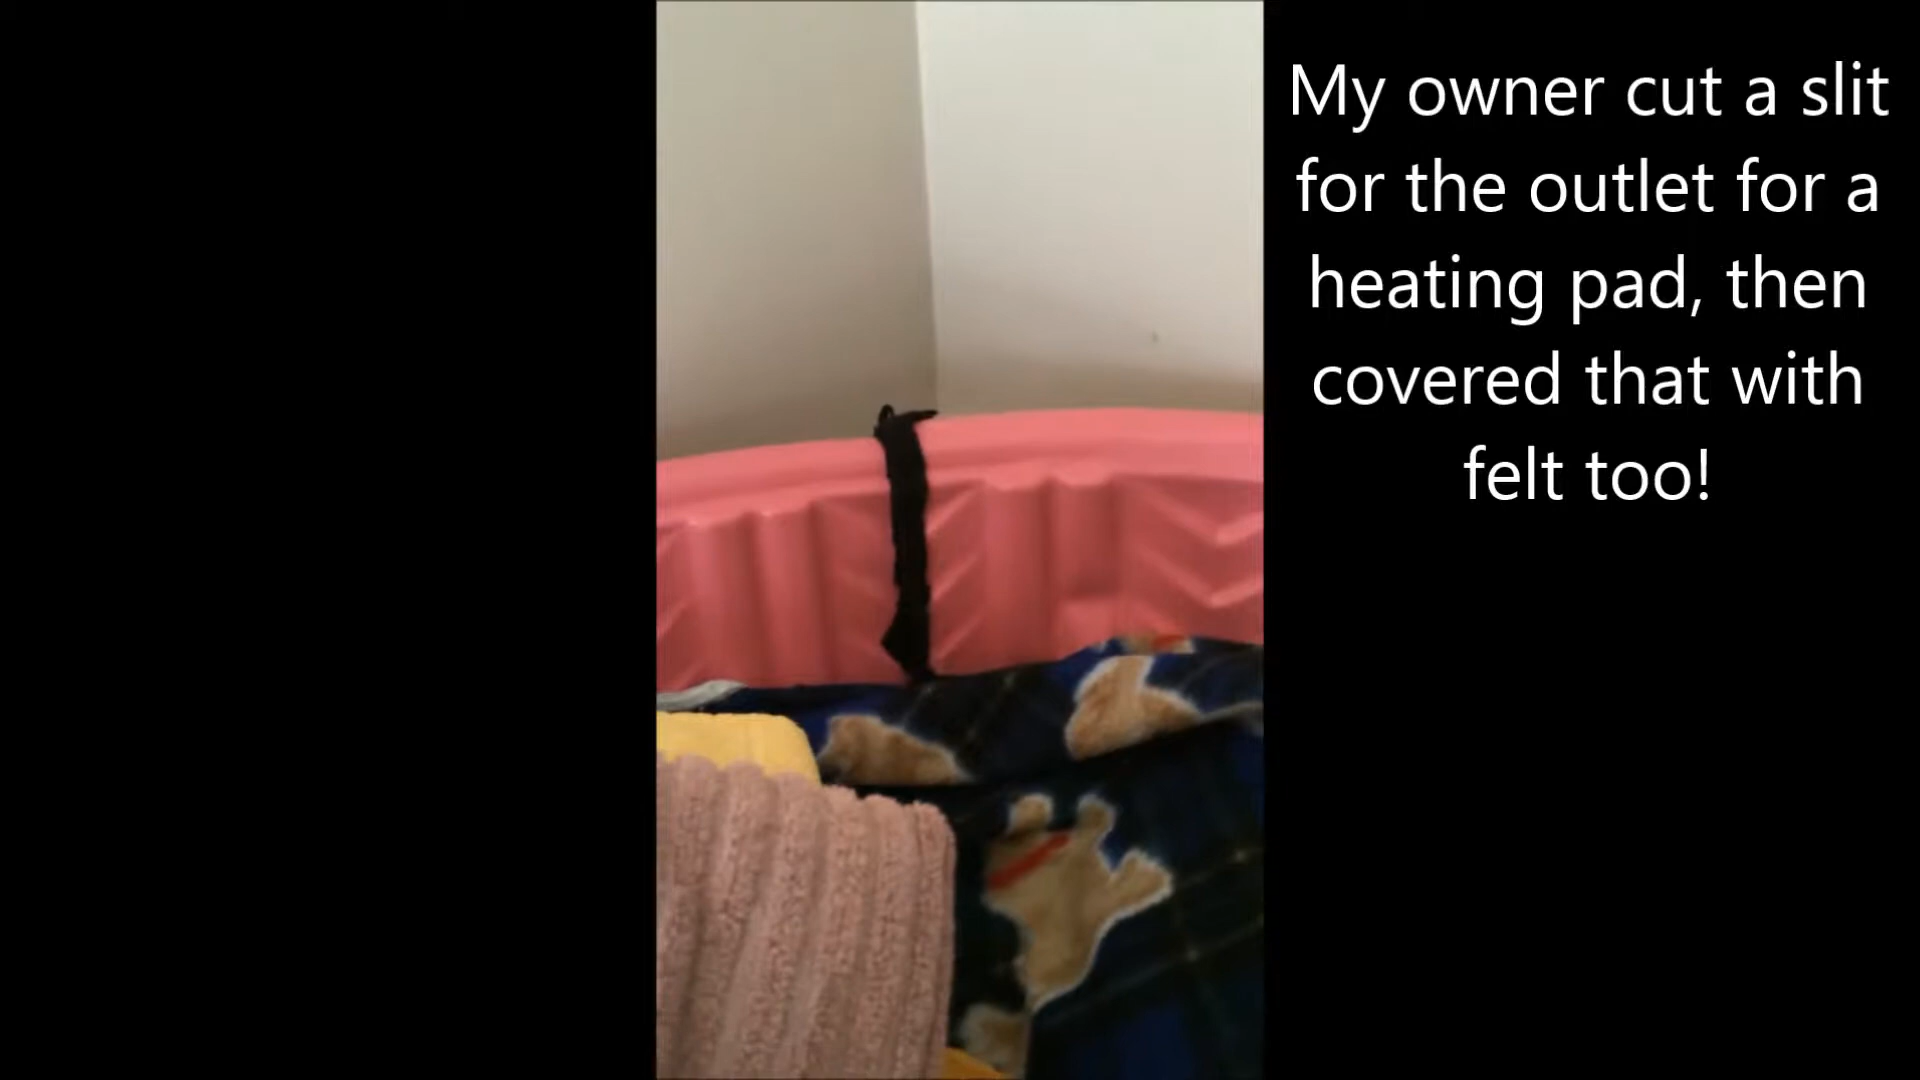 My owner cut a slit
for the outlet for a
heating pad, then
covered that with
felt too!